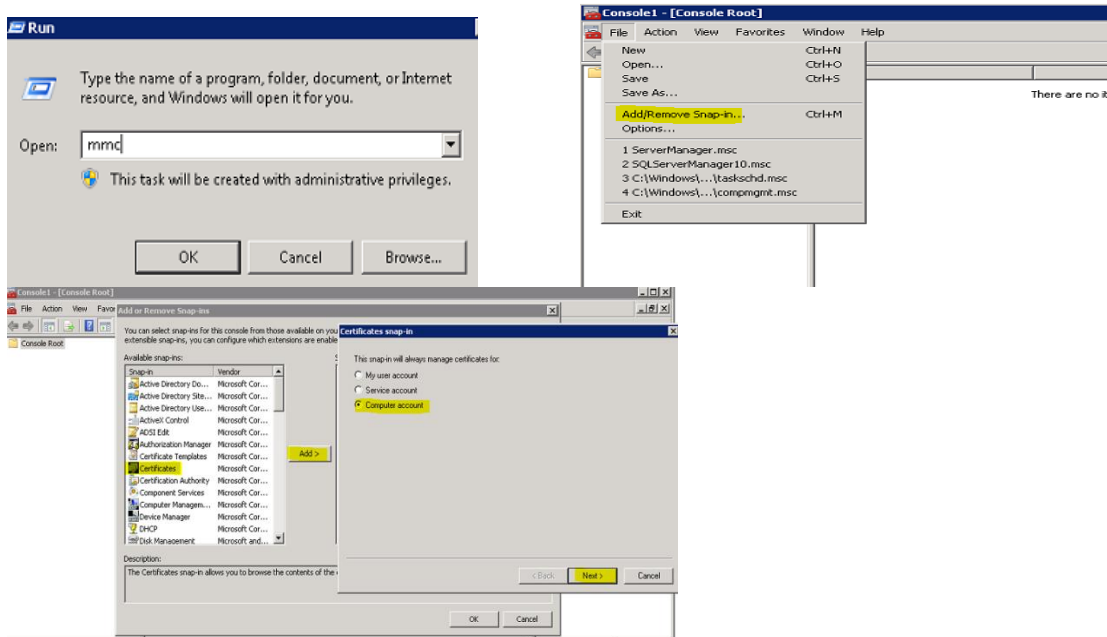 Run
Type the name of a program, folder, document, or Internet
resource, and Windows will open it for you.
Open:
mmc
This task will be created with administrative privileges.
OK
Cancel
Browse...
Console1 - [Console Root]
File Action View Favorites Window Help
New Ctrl+N
Open... Ctrl+O
Save Ctrl+S
Save As...
Add/Remove Snap-in... Ctrl+M
Options...
1 ServerManager.msc
2 SQLServerManager10.msc
3 C:\Windows\...\taskschd.msc
4 C:\Windows\...\compmgmt.msc
Exit
There are no it
Console1 - [Console Root]
File Action View Favor
Console Root
Add or Remove Snap-ins
You can select snap-ins for this console from those available on you
extensible snap-ins, you can configure which extensions are enable
Available snap-ins:
Snap-in Vendor
Active Directory Do... Microsoft Cor...
Active Directory Site... Microsoft Cor...
Active Directory Use... Microsoft Cor...
ActiveX Control Microsoft Cor...
ADSI Edit Microsoft Cor...
Authorization Manager Microsoft Cor...
Certificate Templates Microsoft Cor...
Certificates Microsoft Cor...
Certification Authority Microsoft Cor...
Component Services Microsoft Cor...
Computer Managem... Microsoft Cor...
Device Manager Microsoft Cor...
DHCP Microsoft Cor...
Disk Management Microsoft and...
Add >
Description:
The Certificates snap-in allows you to browse the contents of the
OK
Cancel
Certificates snap-in
This snap-in will always manage certificates for:
My user account
Service account
Computer account
< Back
Next >
Cancel